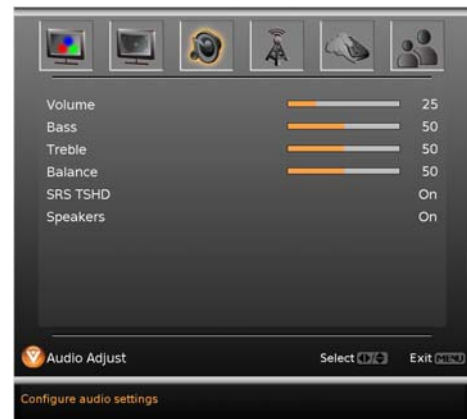 Volume 25
Bass 50
Treble 50
Balance 50
SRS TSHD On
Speakers On
V Audio Adjust Select Exit MENU
Configure audio settings